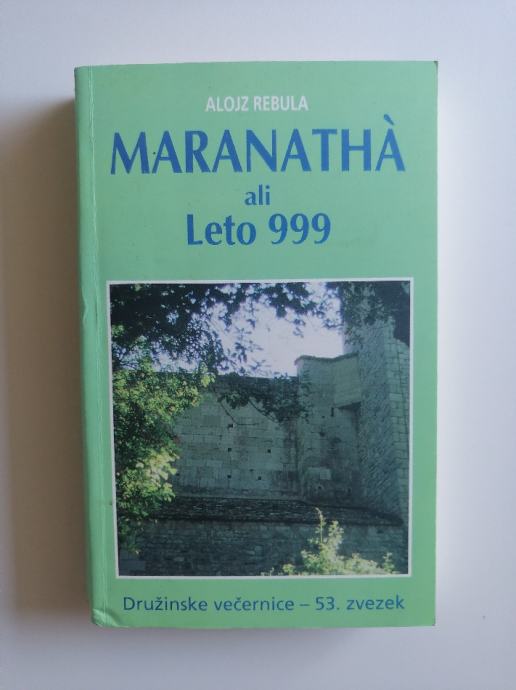 ALOJZ REBULA
MARANATHÀ
ali
Leto 999
Družinske večernice – 53. zvezek